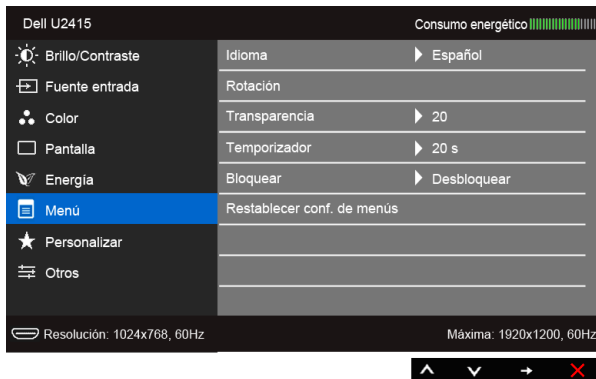 Dell U2415 Consumo energético
Brillo/Contraste Idioma Español
Fuente entrada Rotación
Color Transparencia 20
Pantalla Temporizador 20 s
Energía Bloquear Desbloquear
Menú Restablecer conf. de menús
Personalizar
Otros
Resolución: 1024x768, 60Hz Máxima: 1920x1200, 60Hz